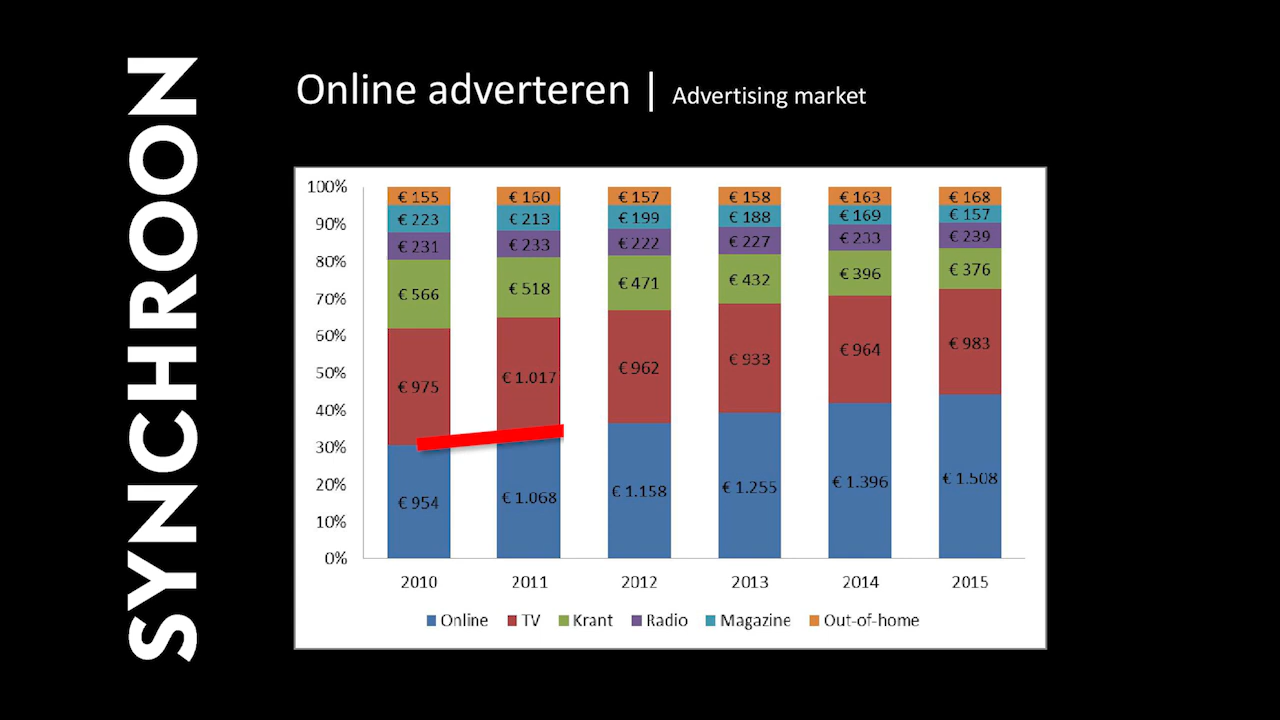 SYNCHROON
Online adverteren | Advertising market
100% € 155 € 160 € 157 € 158 € 163 € 168
90% € 223 € 213 € 199 € 188 € 169 € 157
80% € 231 € 233 € 222 € 227 € 233 € 239
70% € 566 € 518 € 471 € 432 € 396 € 376
60%
50% € 975 € 1.017 € 962 € 933 € 964 € 983
40%
30%
20% € 954 € 1.068 € 1.158 € 1.255 € 1.396 € 1.508
10%
0%
2010 2011 2012 2013 2014 2015
Online TV Krant Radio Magazine Out-of-home